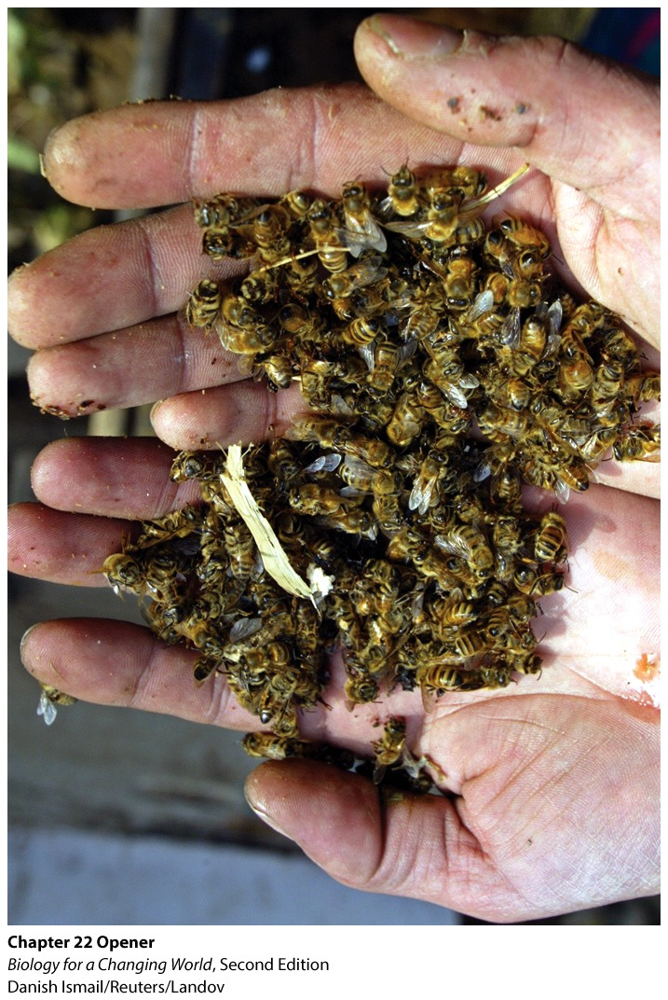 Chapter 22 Opener
Biology for a Changing World, Second Edition
Danish Ismail/Reuters/Landov